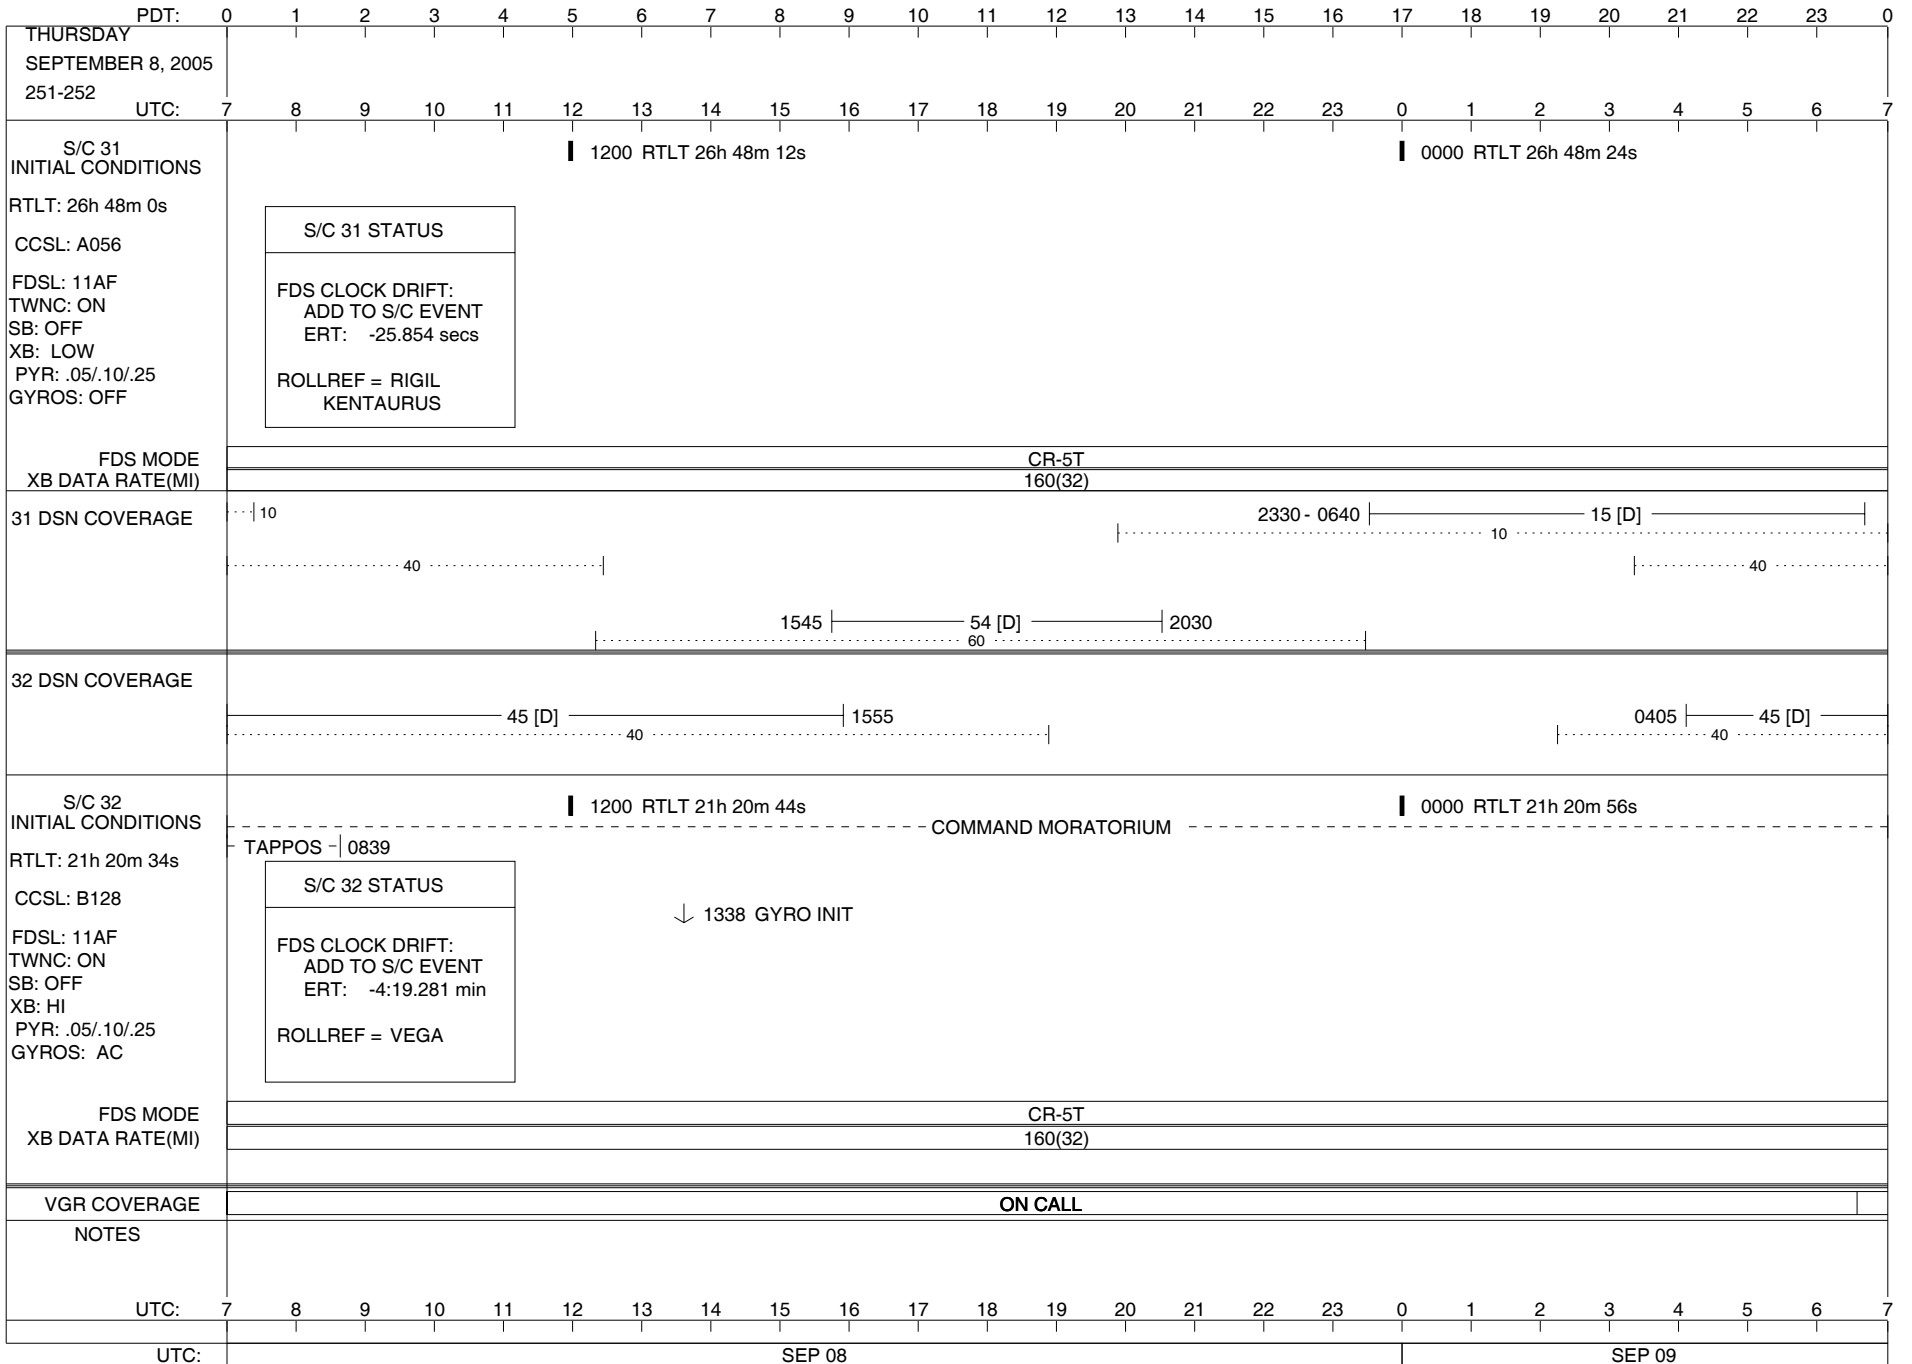 PDT: 0 1 2 3 4 5 6 7 8 9 10 11 12 13 14 15 16 17 18 19 20 21 22 23 0
THURSDAY
SEPTEMBER 8, 2005
251-252
UTC: 7 8 9 10 11 12 13 14 15 16 17 18 19 20 21 22 23 0 1 2 3 4 5 6 7
S/C 31
INITIAL CONDITIONS
1200 RTLT 26h 48m 12s
0000 RTLT 26h 48m 24s
RTLT: 26h 48m 0s
CCSL: A056
FDSL: 11AF
TWNC: ON
SB: OFF
XB: LOW
PYR: .05/.10/.25
GYROS: OFF
S/C 31 STATUS
FDS CLOCK DRIFT:
ADD TO S/C EVENT
ERT: -25.854 secs
ROLLREF = RIGIL
KENTAURUS
FDS MODE CR-5T
XB DATA RATE(MI) 160(32)
31 DSN COVERAGE
10 2330 - 0640 15 [D]
10
40 40
1545 54 [D] 2030
60
32 DSN COVERAGE
45 [D] 1555 0405 45 [D]
40 40
S/C 32
INITIAL CONDITIONS
1200 RTLT 21h 20m 44s
0000 RTLT 21h 20m 56s
COMMAND MORATORIUM
TAPPOS 0839
RTLT: 21h 20m 34s
CCSL: B128
FDSL: 11AF
TWNC: ON
SB: OFF
XB: HI
PYR: .05/.10/.25
GYROS: AC
S/C 32 STATUS
FDS CLOCK DRIFT:
ADD TO S/C EVENT
ERT: -4:19.281 min
ROLLREF = VEGA
1338 GYRO INIT
FDS MODE CR-5T
XB DATA RATE(MI) 160(32)
VGR COVERAGE ON CALL
NOTES
UTC: 7 8 9 10 11 12 13 14 15 16 17 18 19 20 21 22 23 0 1 2 3 4 5 6 7
UTC: SEP 08 SEP 09